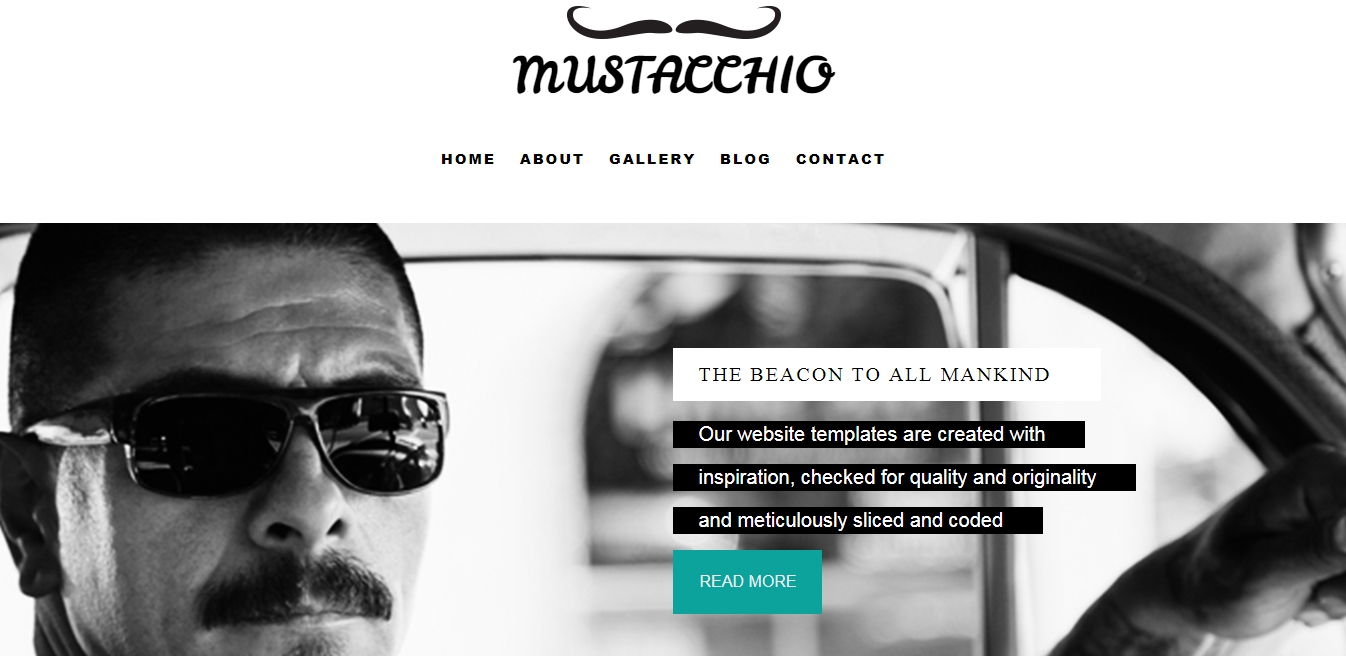 MUSTACCHIO
HOME ABOUT GALLERY BLOG CONTACT
THE BEACON TO ALL MANKIND
Our website templates are created with
inspiration, checked for quality and originality
and meticulously sliced and coded
READ MORE